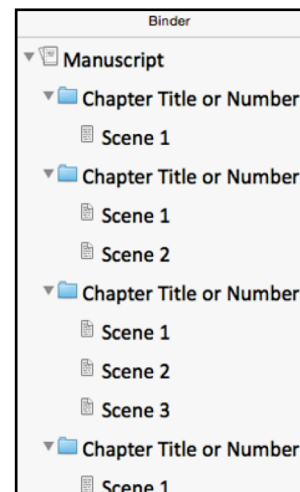 Binder
Manuscript
Chapter Title or Number
Scene 1
Chapter Title or Number
Scene 1
Scene 2
Chapter Title or Number
Scene 1
Scene 2
Scene 3
Chapter Title or Number
Scene 1